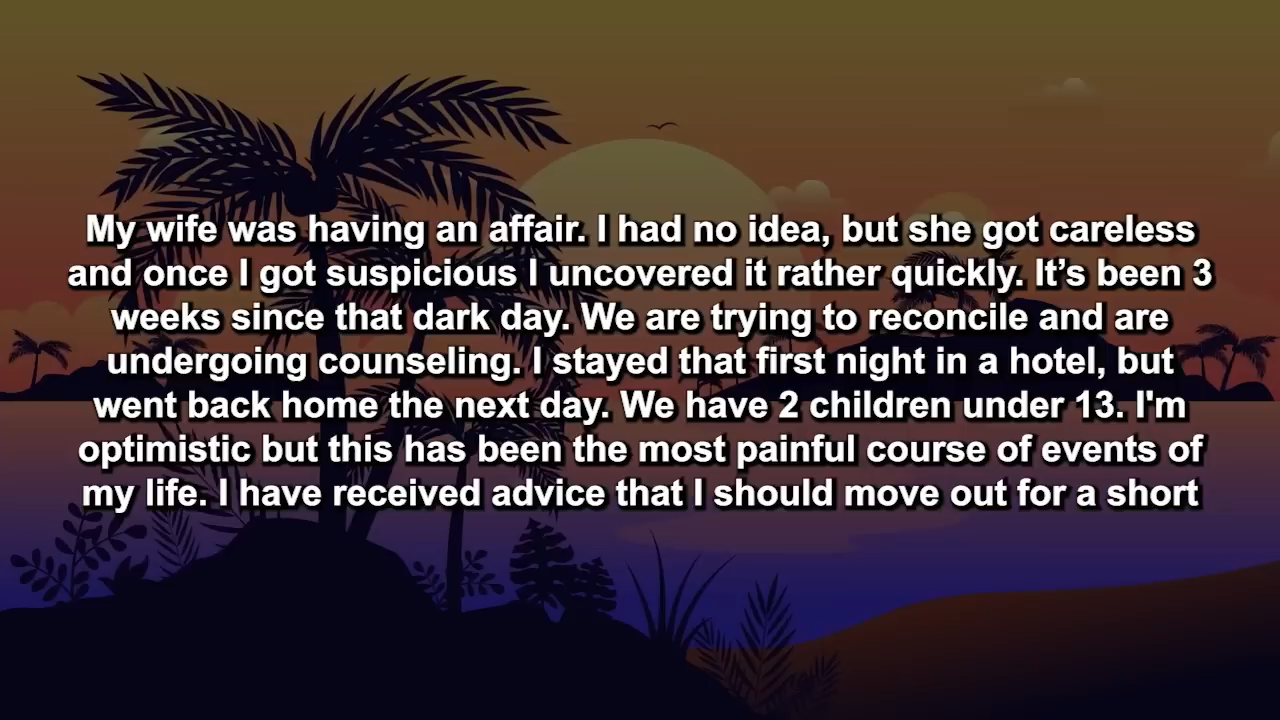 My wife was having an affair. I had no idea, but she got careless
and once I got suspicious I uncovered it rather quickly. It’s been 3
weeks since that dark day. We are trying to reconcile and are
undergoing counseling. I stayed that first night in a hotel, but
went back home the next day. We have 2 children under 13. I'm
optimistic but this has been the most painful course of events of
my life. I have received advice that I should move out for a short